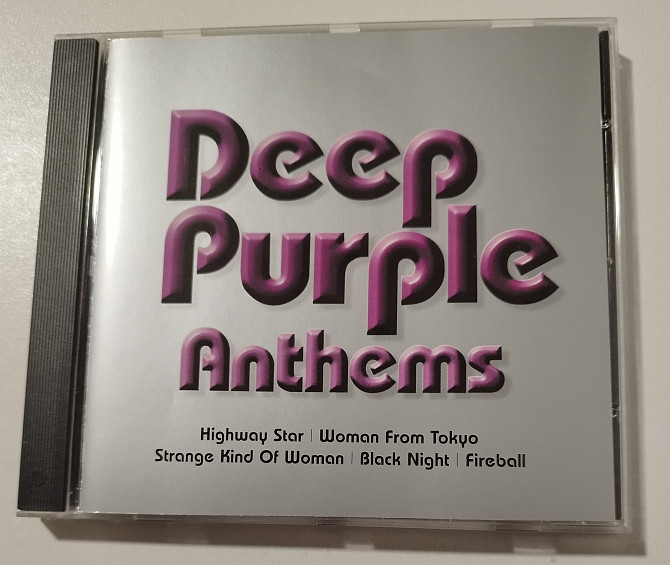 Deep
Purple
Anthems
Highway Star | Woman From Tokyo
Strange Kind Of Woman | Black Night | Fireball